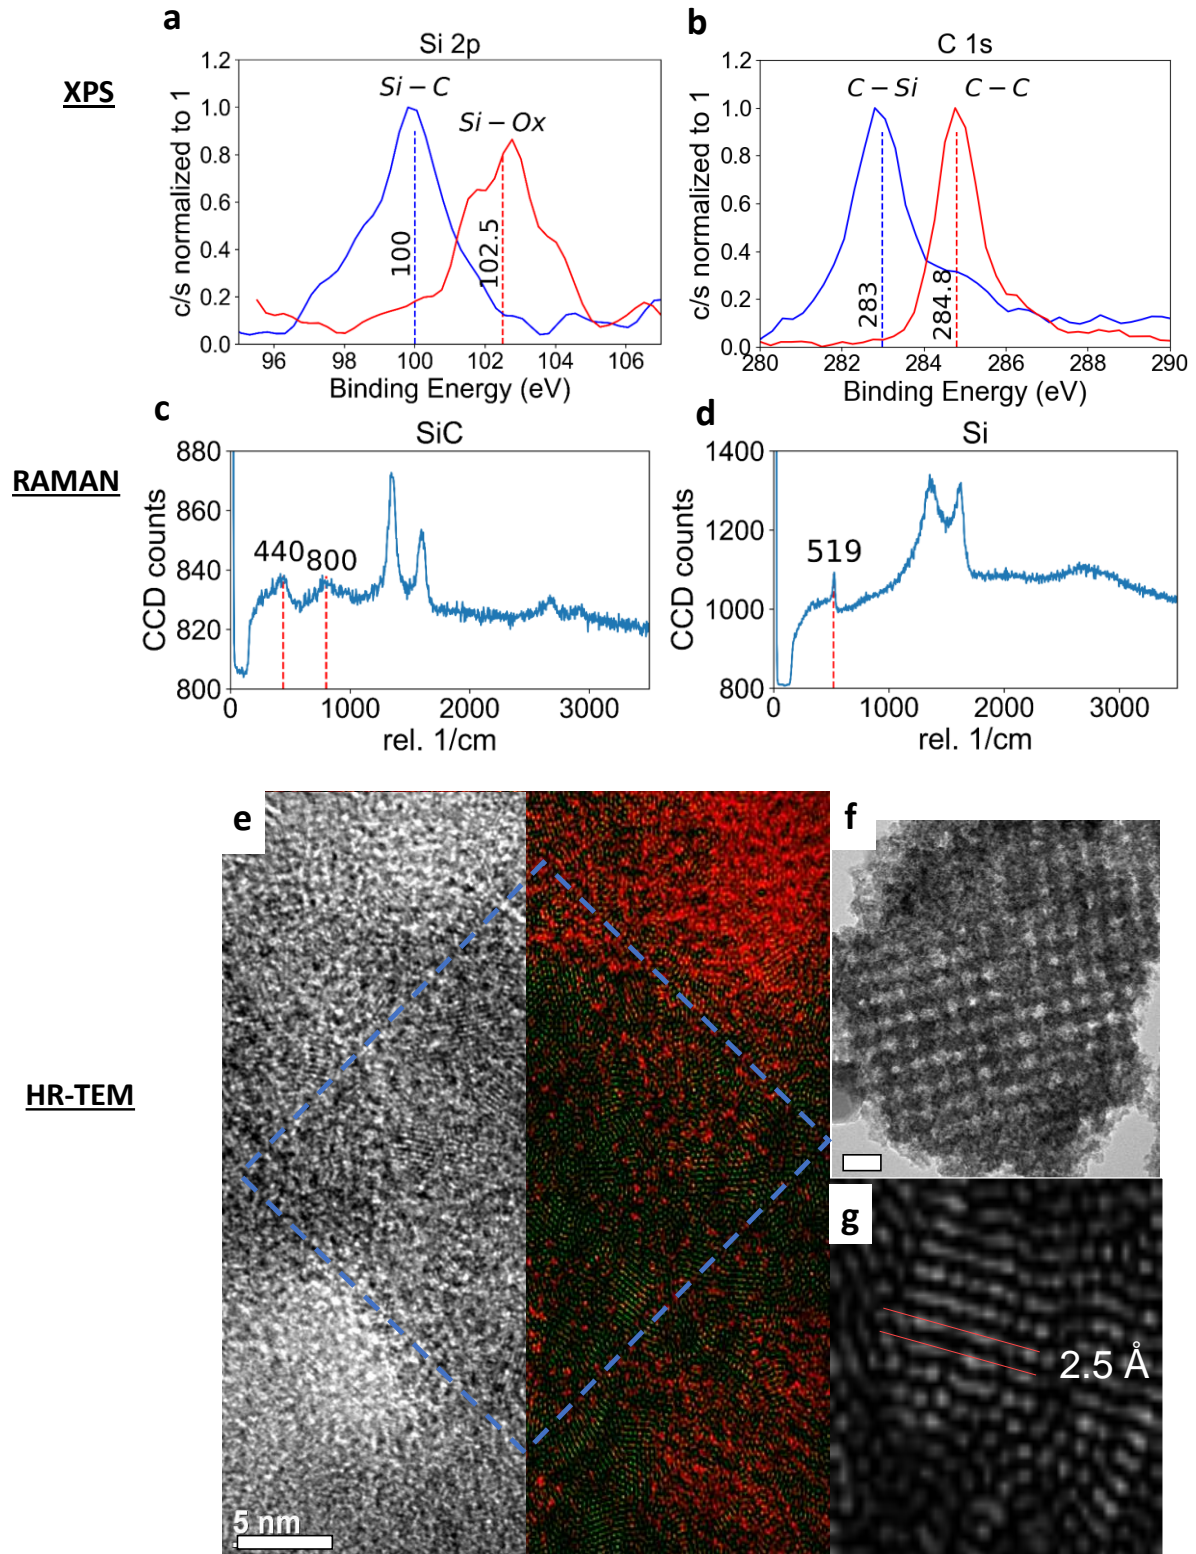 a
b
XPS
Si 2p
C 1s
c/s normalized to 1
1.2
1.0
0.8
0.6
0.4
0.2
0.0
Si − C
Si − Ox
100
102.5
96
98
100
102
104
106
Binding Energy (eV)
c/s normalized to 1
1.2
1.0
0.8
0.6
0.4
0.2
0.0
C − Si
C − C
283
284.8
280
282
284
286
288
290
Binding Energy (eV)
c
d
RAMAN
SiC
CCD counts
880
860
840
820
800
440
800
0
1000
2000
3000
rel. 1/cm
Si
CCD counts
1400
1200
1000
800
519
0
1000
2000
3000
rel. 1/cm
e
f
HR-TEM
g
2.5 Å
5 nm